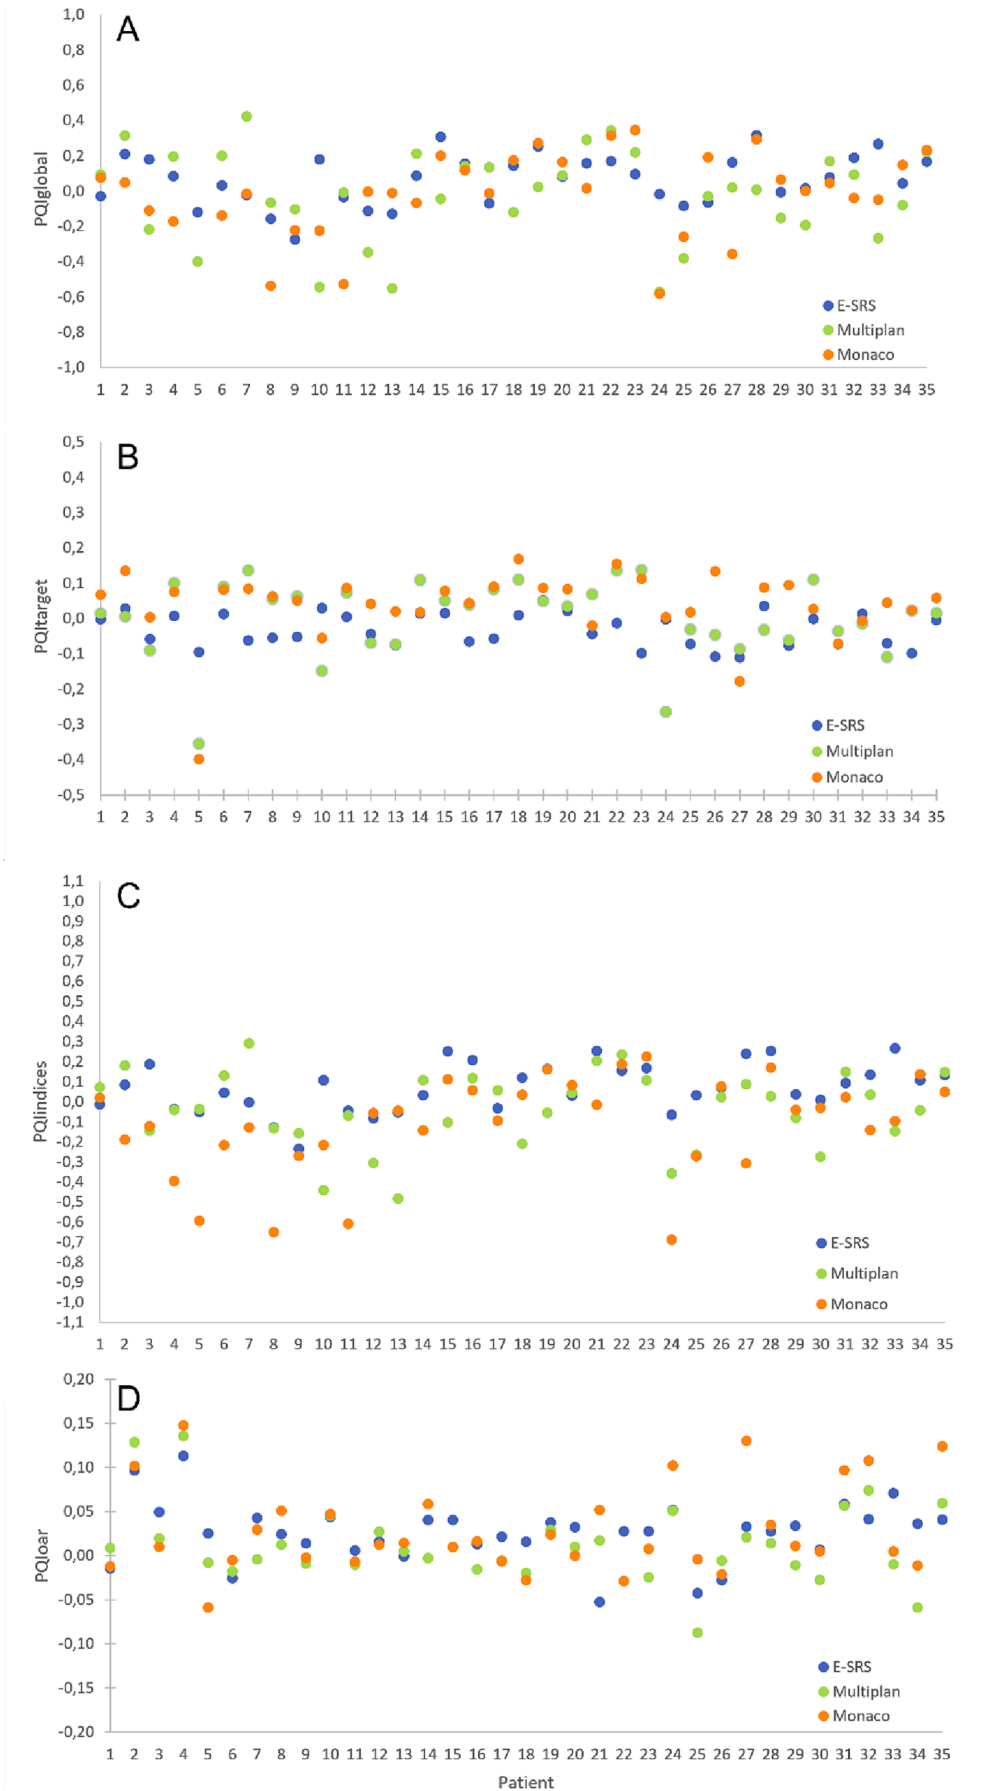 A
1,0
0,8
0,6
0,4
0,2
0,0
-0,2
-0,4
-0,6
-0,8
-1,0
PQIglobal
E-SRS
Multiplan
Monaco
1 2 3 4 5 6 7 8 9 10 11 12 13 14 15 16 17 18 19 20 21 22 23 24 25 26 27 28 29 30 31 32 33 34 35
B
0,5
0,4
0,3
0,2
0,1
0,0
-0,1
-0,2
-0,3
-0,4
-0,5
PQItarget
E-SRS
Multiplan
Monaco
1 2 3 4 5 6 7 8 9 10 11 12 13 14 15 16 17 18 19 20 21 22 23 24 25 26 27 28 29 30 31 32 33 34 35
C
1,1
1,0
0,9
0,8
0,7
0,6
0,5
0,4
0,3
0,2
0,1
0,0
-0,1
-0,2
-0,3
-0,4
-0,5
-0,6
-0,7
-0,8
-0,9
-1,0
-1,1
PQIindices
E-SRS
Multiplan
Monaco
1 2 3 4 5 6 7 8 9 10 11 12 13 14 15 16 17 18 19 20 21 22 23 24 25 26 27 28 29 30 31 32 33 34 35
D
0,20
0,15
0,10
0,05
0,00
-0,05
-0,10
-0,15
-0,20
PQIoar
E-SRS
Multiplan
Monaco
1 2 3 4 5 6 7 8 9 10 11 12 13 14 15 16 17 18 19 20 21 22 23 24 25 26 27 28 29 30 31 32 33 34 35
Patient